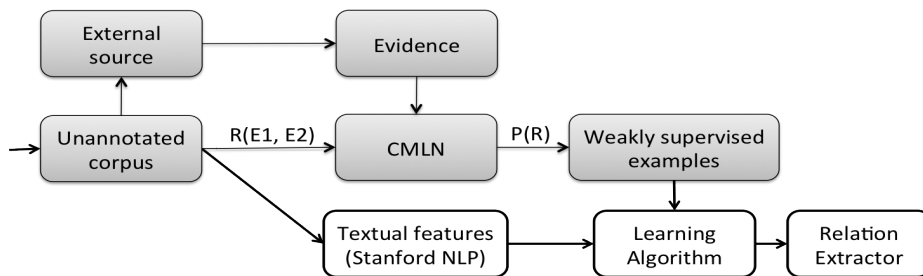 External
source
Evidence
Unannotated
corpus
R(E1, E2)
CMLN
P(R)
Weakly supervised
examples
Textual features
(Stanford NLP)
Learning
Algorithm
Relation
Extractor